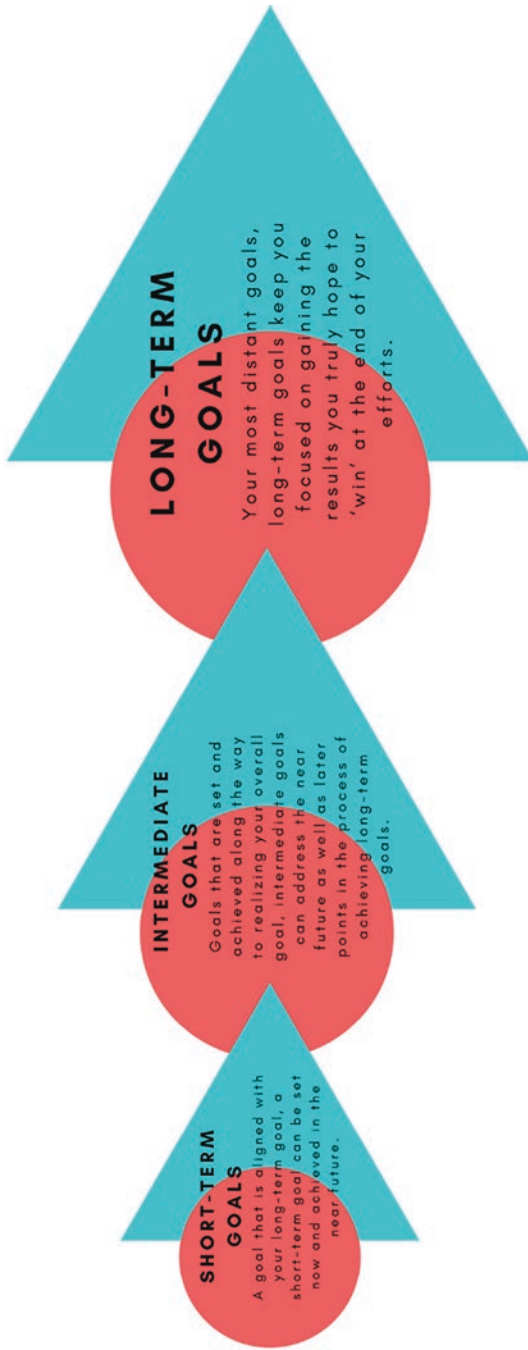 SHORT-TERM
GOALS
A goal that is aligned with
your long-term goal, a
short-term goal can be set
now and achieved in the
near future.
INTERMEDIATE
GOALS
Goals that are set and
achieved along the way
to realizing your overall
goal, intermediate goals
can address the near
future as well as later
points in the process of
achieving long-term
goals.
LONG-TERM
GOALS
Your most distant goals,
long-term goals keep you
focused on gaining the
results you truly hope to
‘win’ at the end of your
efforts.